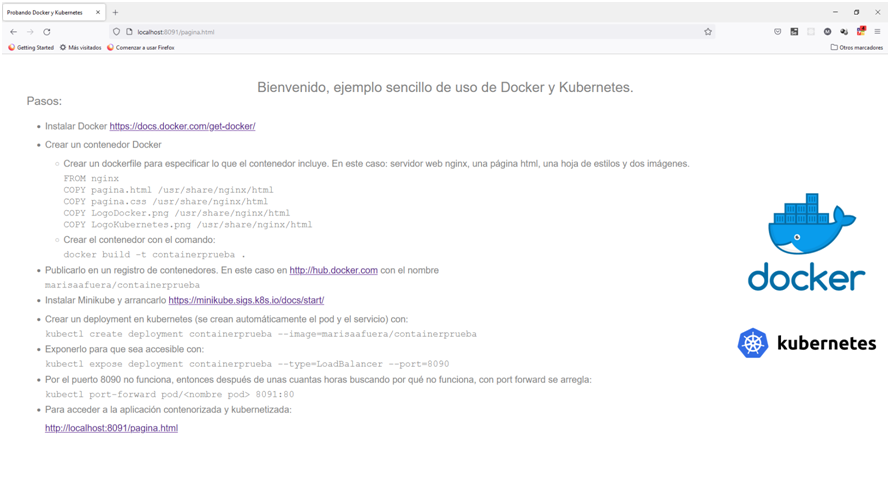 Probando Docker y Kubernetes
localhost:8091/pagina.html
Getting Started
Más visitados
Comenzar a usar Firefox
Otros marcadores
Bienvenido, ejemplo sencillo de uso de Docker y Kubernetes.
Pasos:
Instalar Docker https://docs.docker.com/get-docker/
Crear un contenedor Docker
Crear un dockerfile para especificar lo que el contenedor incluye. En este caso: servidor web nginx, una página html, una hoja de estilos y dos imágenes.
FROM nginx
COPY pagina.html /usr/share/nginx/html
COPY pagina.css /usr/share/nginx/html
COPY LogoDocker.png /usr/share/nginx/html
COPY LogoKubernetes.png /usr/share/nginx/html
Crear el contenedor con el comando:
docker build -t containerprueba .
Publicarlo en un registro de contenedores. En este caso en http://hub.docker.com con el nombre
marisaafuera/containerprueba
Instalar Minikube y arrancarlo https://minikube.sigs.k8s.io/docs/start/
Crear un deployment en kubernetes (se crean automáticamente el pod y el servicio) con:
kubectl create deployment containerprueba --image=marisaafuera/containerprueba
Exponerlo para que sea accesible con:
kubectl expose deployment containerprueba --type=LoadBalancer --port=8090
Por el puerto 8090 no funciona, entonces después de unas cuantas horas buscando por qué no funciona, con port forward se arregla:
kubectl port-forward pod/<nombre pod> 8091:80
Para acceder a la aplicación contenorizada y kubernetizada:
http://localhost:8091/pagina.html
docker
kubernetes